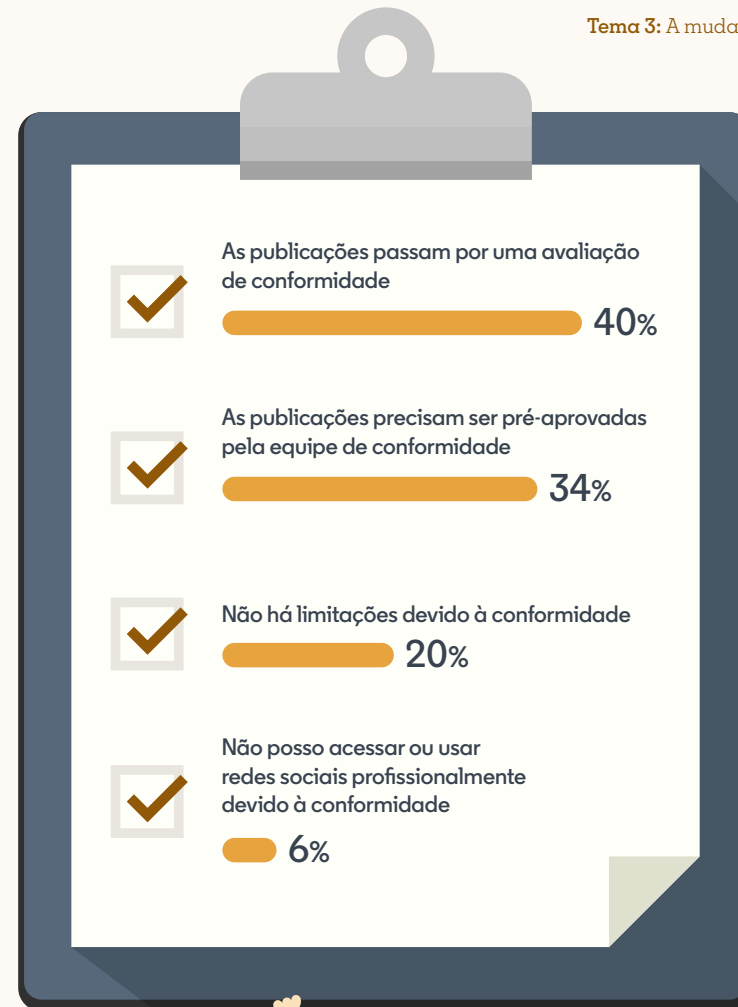 Tema 3: A muda
As publicações passam por uma avaliação
de conformidade
40%
As publicações precisam ser pré-aprovadas
pela equipe de conformidade
34%
Não há limitações devido à conformidade
20%
Não posso acessar ou usar
redes sociais profissionalmente
devido à conformidade
6%